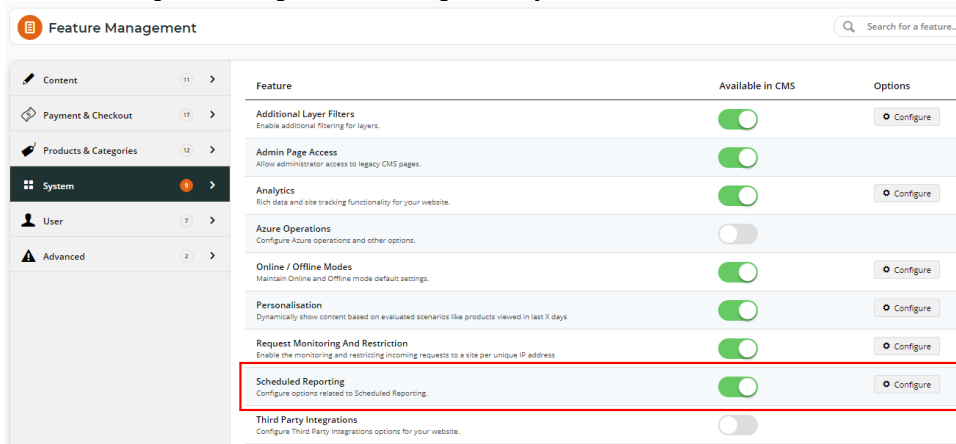 Feature Management
Search for a feature..
Content 11
Payment & Checkout 17
Products & Categories 12
System 9
User 7
Advanced 2
Feature Available in CMS Options
Additional Layer Filters
Enable additional filtering for layers.
Configure
Admin Page Access
Allow administrator access to legacy CMS pages.
Analytics
Rich data and site tracking functionality for your website.
Configure
Azure Operations
Configure Azure operations and other options.
Online / Offline Modes
Maintain Online and Offline mode default settings.
Configure
Personalisation
Dynamically show content based on evaluated scenarios like products viewed in last X days
Configure
Request Monitoring And Restriction
Enable the monitoring and restricting incoming requests to a site per unique IP address
Configure
Scheduled Reporting
Configure options related to Scheduled Reporting.
Configure
Third Party Integrations
Configure Third Party Integrations options for your website.